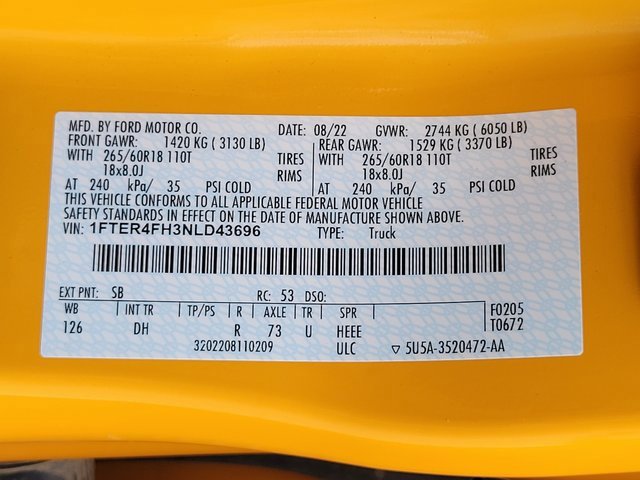 MFD. BY FORD MOTOR CO. DATE: 08/22 GVWR: 2744 KG ( 6050 LB)
FRONT GAWR: 1420 KG ( 3130 LB) REAR GAWR: 1529 KG ( 3370 LB)
WITH 265/60R18 110T TIRES WITH 265/60R18 110T TIRES
18x8.0J RIMS 18x8.0J RIMS
AT 240 kPa/ 35 PSI COLD AT 240 kPa/ 35 PSI COLD
THIS VEHICLE CONFORMS TO ALL APPLICABLE FEDERAL MOTOR VEHICLE
SAFETY STANDARDS IN EFFECT ON THE DATE OF MANUFACTURE SHOWN ABOVE.
VIN: 1FTER4FH3NLD43696 TYPE: Truck
EXT PNT: SB RC: 53 DSO:
WB INT TR TP/PS R AXLE TR SPR F0205
126 DH R 73 U HEEE T0672
3202208110209 ULC ▽ 5U5A-3520472-AA